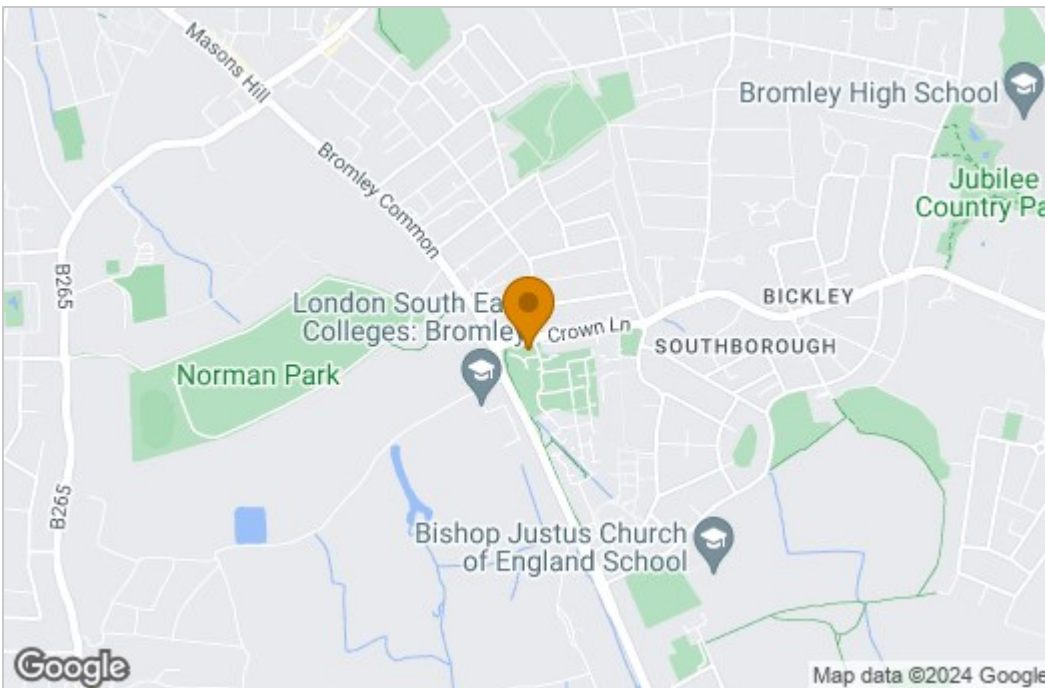 Masons Hill
Bromley High School
Bromley Common
Jubilee
Country Pa
B265
London South Ea
Colleges: Bromley
BICKLEY
Crown Ln
SOUTHBOROUGH
Norman Park
B265
Bishop Justus Church
of England School
Google
Map data ©2024 Google